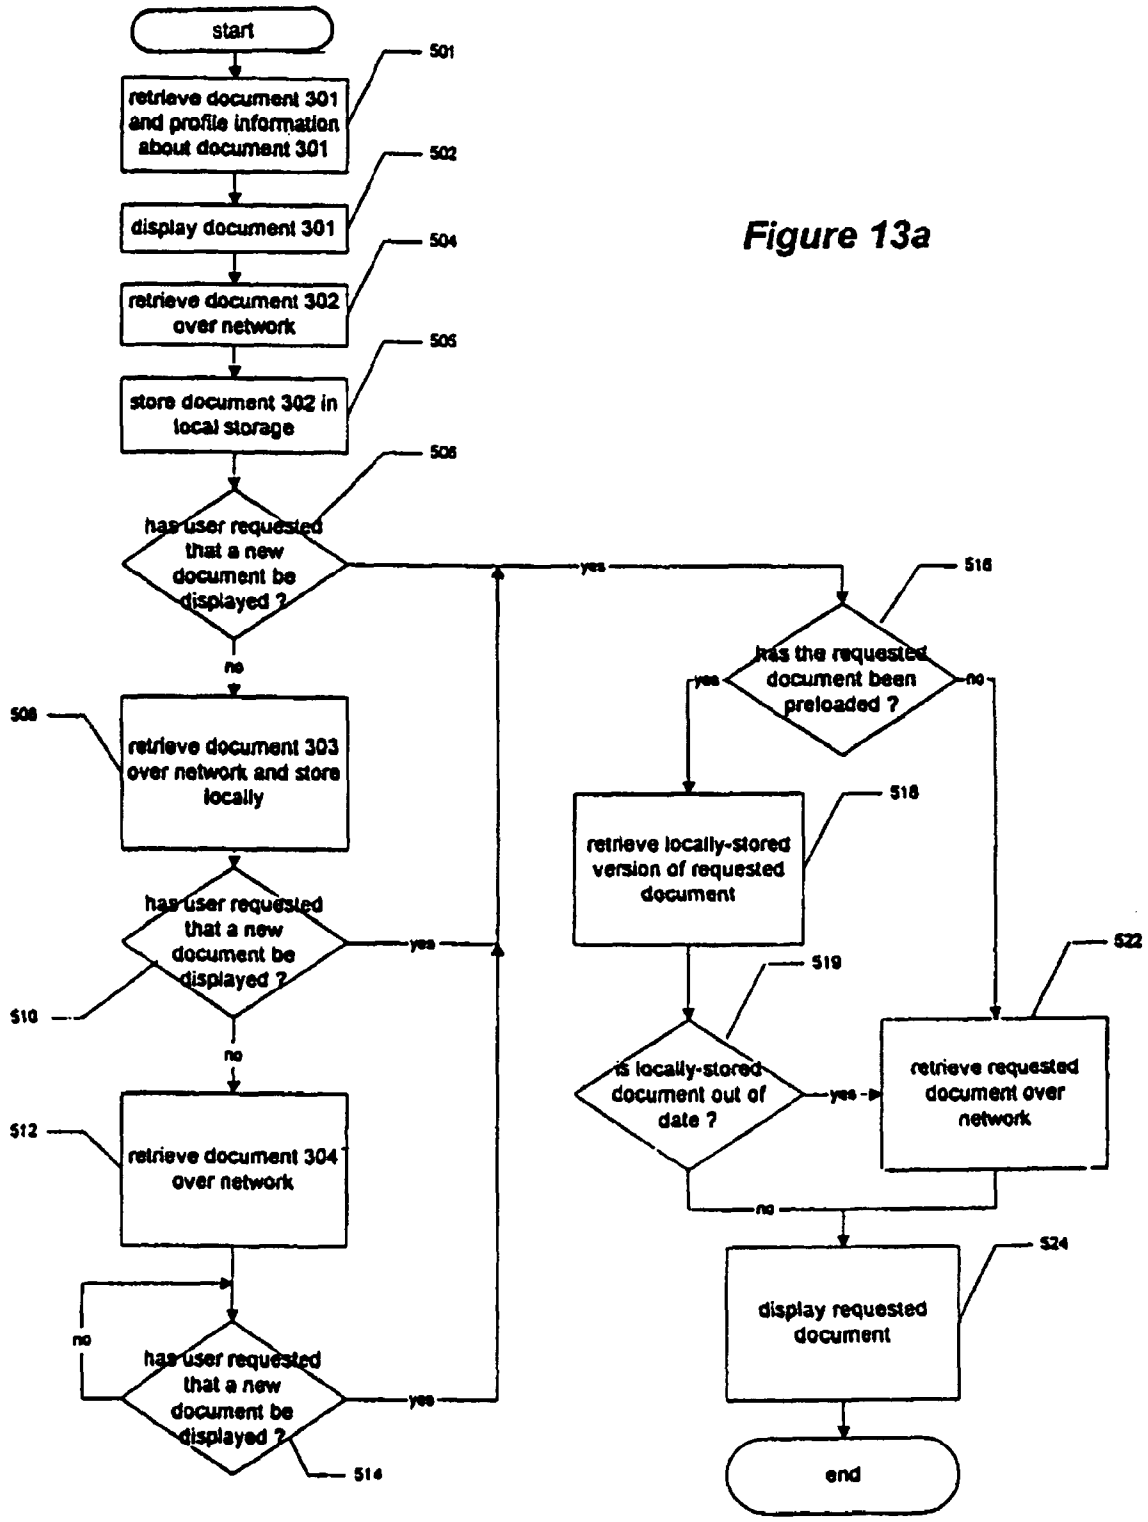 start
501
retrieve document 301
and profile information
about document 301
502
display document 301
Figure 13a
504
retrieve document 302
over network
505
store document 302 in
local storage
506
has user requested
that a new
document be
displayed ?
yes
no
516
has the requested
document been
preloaded ?
yes
no
508
retrieve document 303
over network and store
locally
518
retrieve locally-stored
version of requested
document
has user requested
that a new
document be
displayed ?
yes
510
no
519
is locally-stored
document out of
date ?
yes
no
522
retrieve requested
document over
network
512
retrieve document 304
over network
524
display requested
document
no
has user requested
that a new
document be
displayed ?
yes
514
end